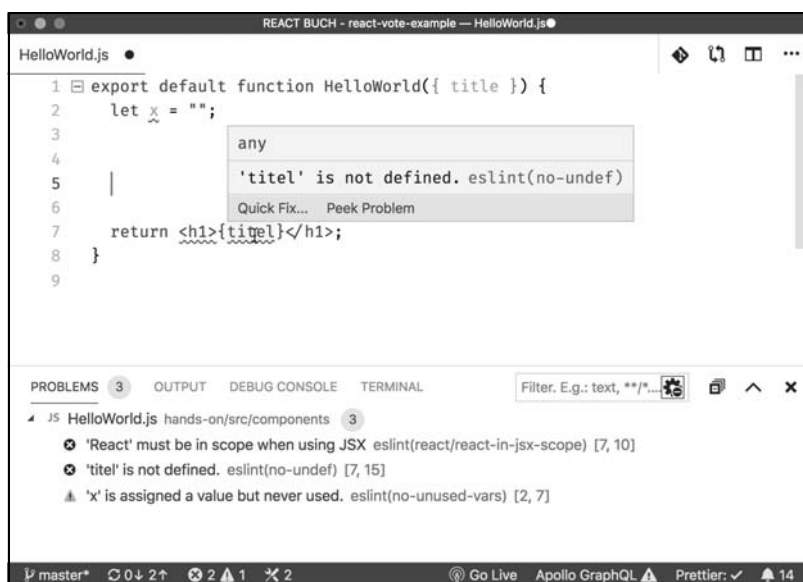 REACT BUCH - react-vote-example — HelloWorld.js
HelloWorld.js
1 export default function HelloWorld({ title }) {
2 let x = "";
3
4
5
6
7 return <h1>{titel}</h1>;
8 }
9
any
'titel' is not defined. eslint(no-undef)
Quick Fix... Peek Problem
PROBLEMS 3 OUTPUT DEBUG CONSOLE TERMINAL Filter. E.g.: text, **/*....
JS HelloWorld.js hands-on/src/components 3
'React' must be in scope when using JSX eslint(react/react-in-jsx-scope) [7, 10]
'titel' is not defined. eslint(no-undef) [7, 15]
'x' is assigned a value but never used. eslint(no-unused-vars) [2, 7]
master* 0↓ 2↑ 2 1 2 Go Live Apollo GraphQL Prettier: ✓ 14